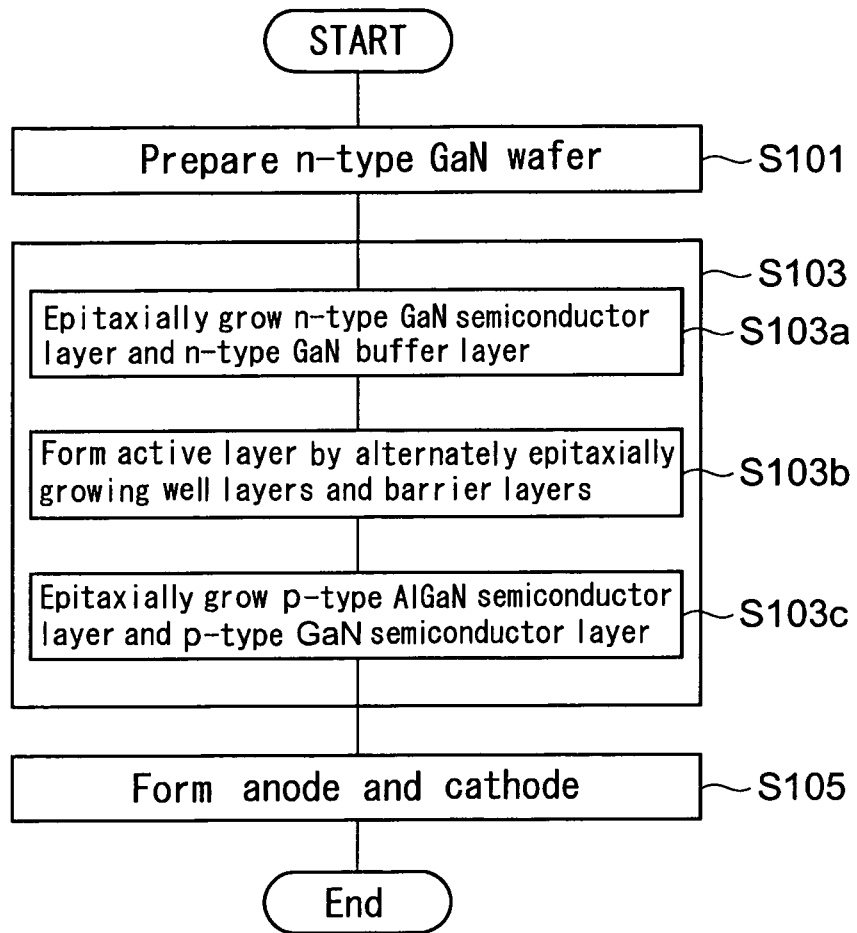 START
Prepare n-type GaN wafer
S101
S103
Epitaxially grow n-type GaN semiconductor
layer and n-type GaN buffer layer
S103a
Form active layer by alternately epitaxially
growing well layers and barrier layers
S103b
Epitaxially grow p-type AlGaN semiconductor
layer and p-type GaN semiconductor layer
S103c
Form anode and cathode
S105
End